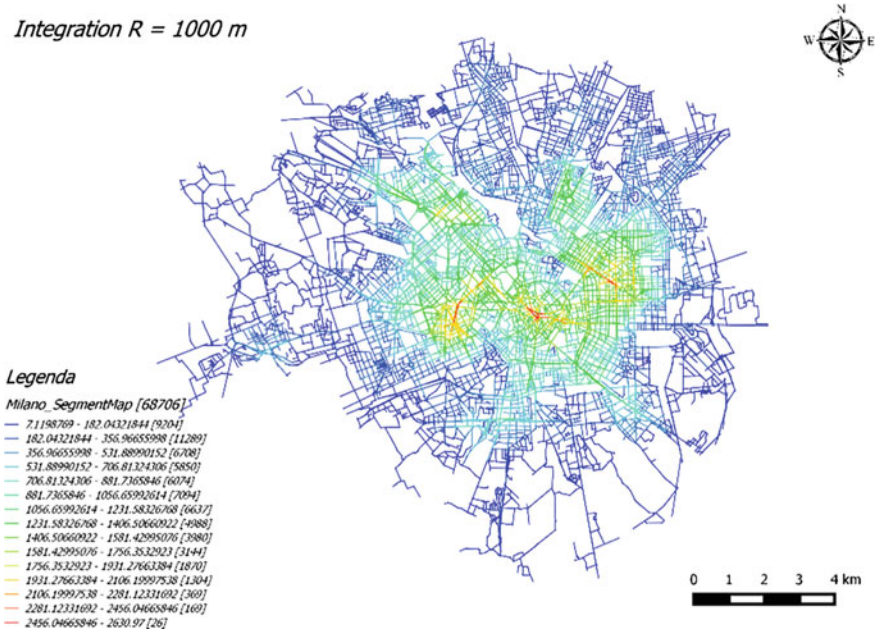 Integration R = 1000 m
N
W E
S
Legenda
Milano_SegmentMap [68706]
7.1198769 - 182.04321844 [9204]
182.04321844 - 356.96655998 [11289]
356.96655998 - 531.88990152 [6708]
531.88990152 - 706.81324306 [5850]
706.81324306 - 881.7365846 [6074]
881.7365846 - 1056.65992614 [7094]
1056.65992614 - 1231.58326768 [6637]
1231.58326768 - 1406.50660922 [4988]
1406.50660922 - 1581.42995076 [3980]
1581.42995076 - 1756.3532923 [3144]
1756.3532923 - 1931.27663384 [1870]
1931.27663384 - 2106.19997538 [1304]
2106.19997538 - 2281.12331692 [369]
2281.12331692 - 2456.04665846 [169]
2456.04665846 - 2630.97 [26]
0 1 2 3 4 km